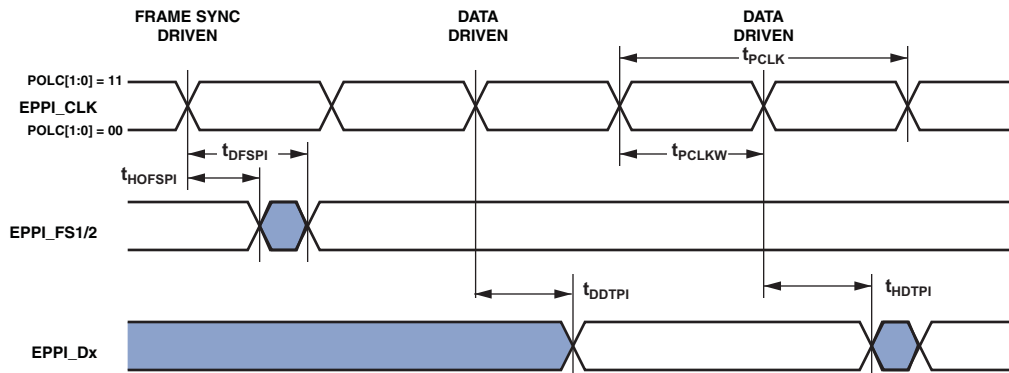 FRAME SYNC
DRIVEN
DATA
DRIVEN
DATA
DRIVEN
tPCLK
POLC[1:0] = 11
EPPI_CLK
POLC[1:0] = 00
tDFSPI
tPCLKW
tHOFSPI
EPPI_FS1/2
tDDTPI
tHDTPI
EPPI_Dx